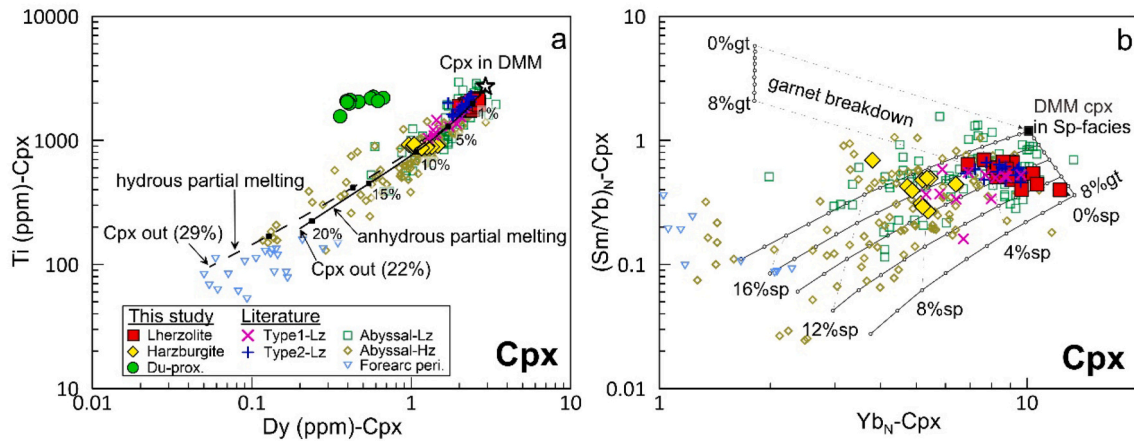 10000
1000
100
10
Ti (ppm)-Cpx
a
Cpx in DMM
1%
5%
10%
15%
20%
hydrous partial melting
anhydrous partial melting
Cpx out (29%)
Cpx out (22%)
This study
Lherzolite
Harzburgite
Du-prox.
Literature
Type1-Lz
Type2-Lz
Abyssal-Lz
Abyssal-Hz
Forearc peri.
Cpx
0.01
0.1
1
10
Dy (ppm)-Cpx
10
1
0.1
0.01
(Sm/Yb)N-Cpx
b
0%gt
8%gt
garnet breakdown
DMM cpx
in Sp-facies
8%gt
0%sp
4%sp
8%sp
12%sp
16%sp
Cpx
1
10
YbN-Cpx